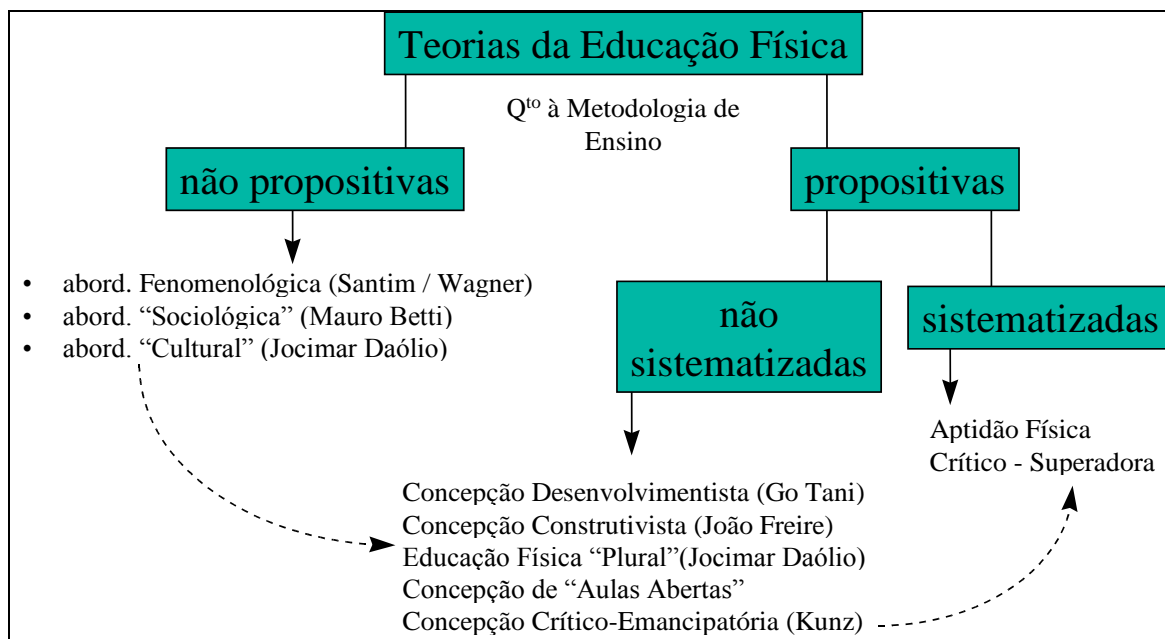 Teorias da Educação Física
Qto à Metodologia de
Ensino
não propositivas
propositivas
• abord. Fenomenológica (Santim / Wagner)
• abord. “Sociológica” (Mauro Betti)
• abord. “Cultural” (Jocimar Daólio)
não
sistematizadas
sistematizadas
Aptidão Física
Crítico - Superadora
Concepção Desenvolvimentista (Go Tani)
Concepção Construtivista (João Freire)
Educação Física “Plural”(Jocimar Daólio)
Concepção de “Aulas Abertas”
Concepção Crítico-Emancipatória (Kunz)